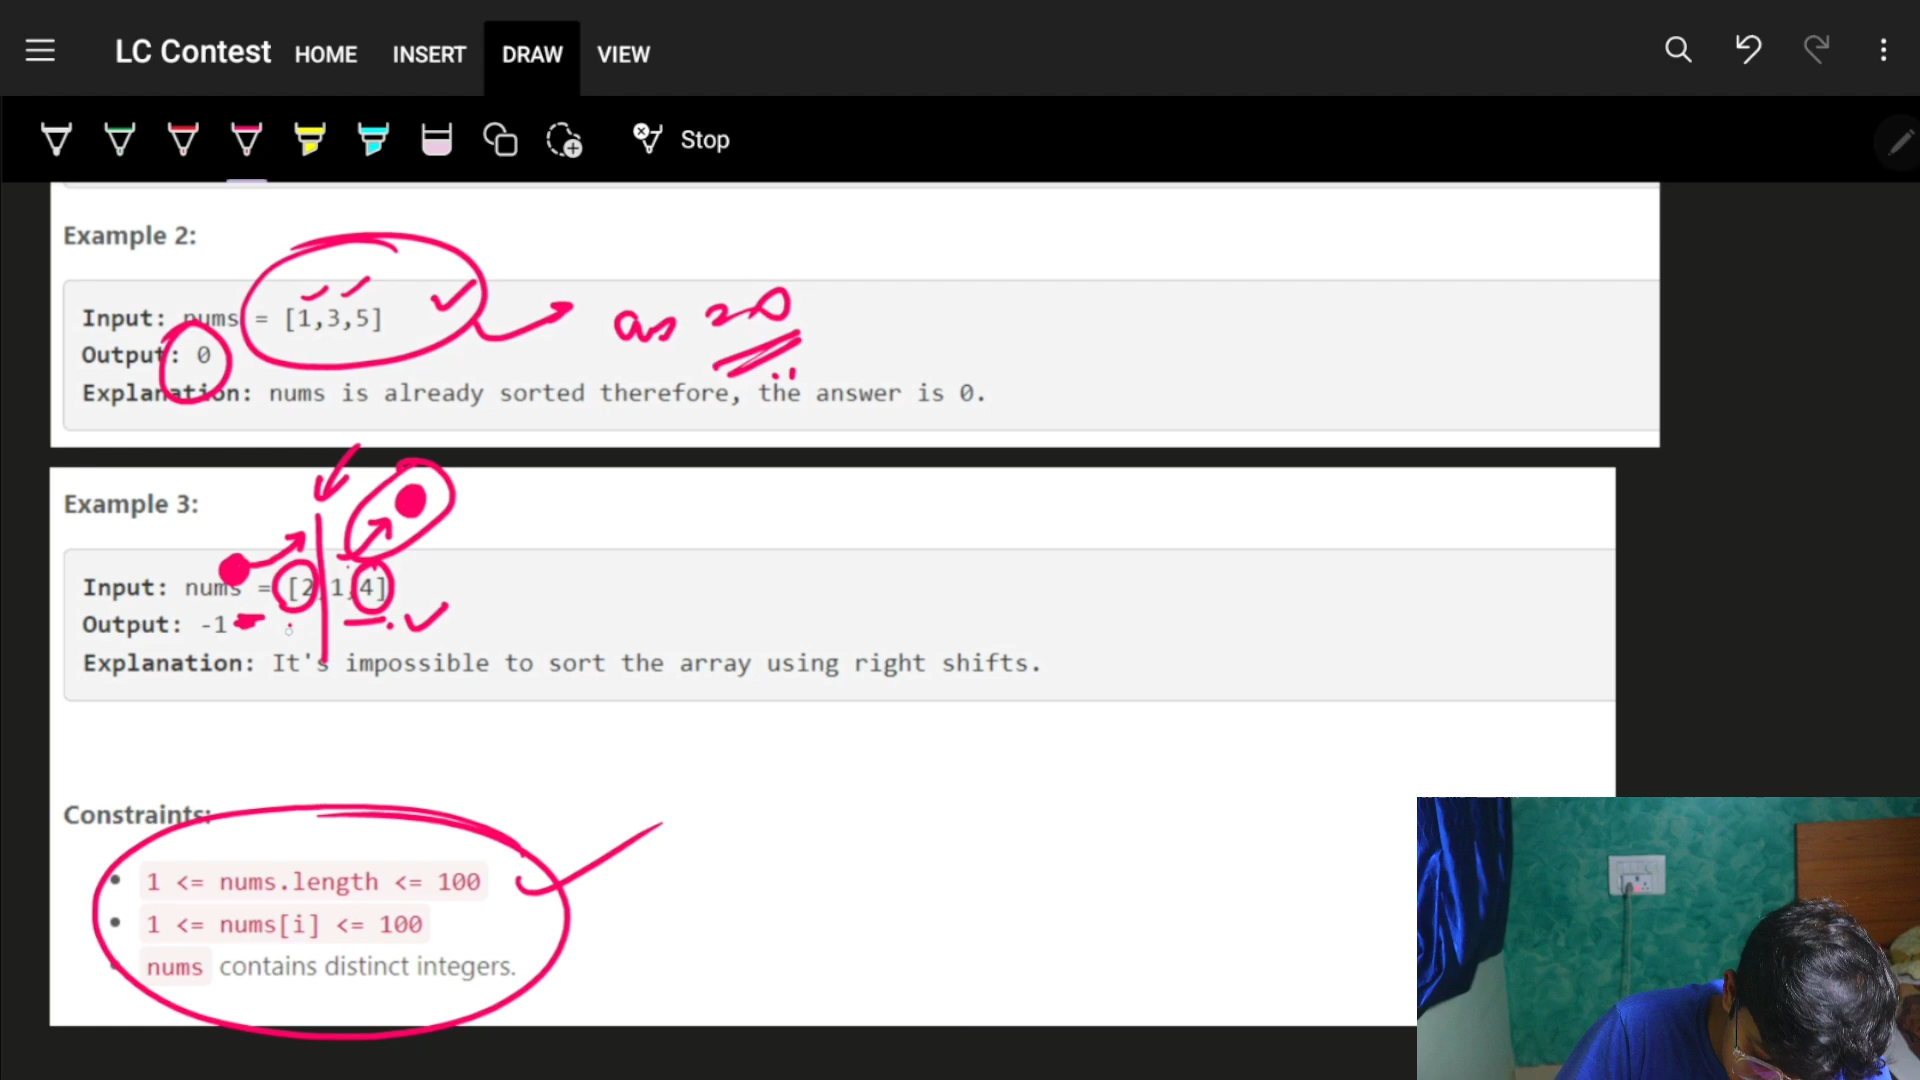 LC Contest HOME INSERT DRAW VIEW
Stop
Example 2:
Input: nums = [1,3,5]
as 20
Output: 0
Explanation: nums is already sorted therefore, the answer is 0.
Example 3:
Input: nums = [2,1,4]
Output: -1
Explanation: It's impossible to sort the array using right shifts.
Constraints:
1 <= nums.length <= 100
1 <= nums[i] <= 100
nums contains distinct integers.